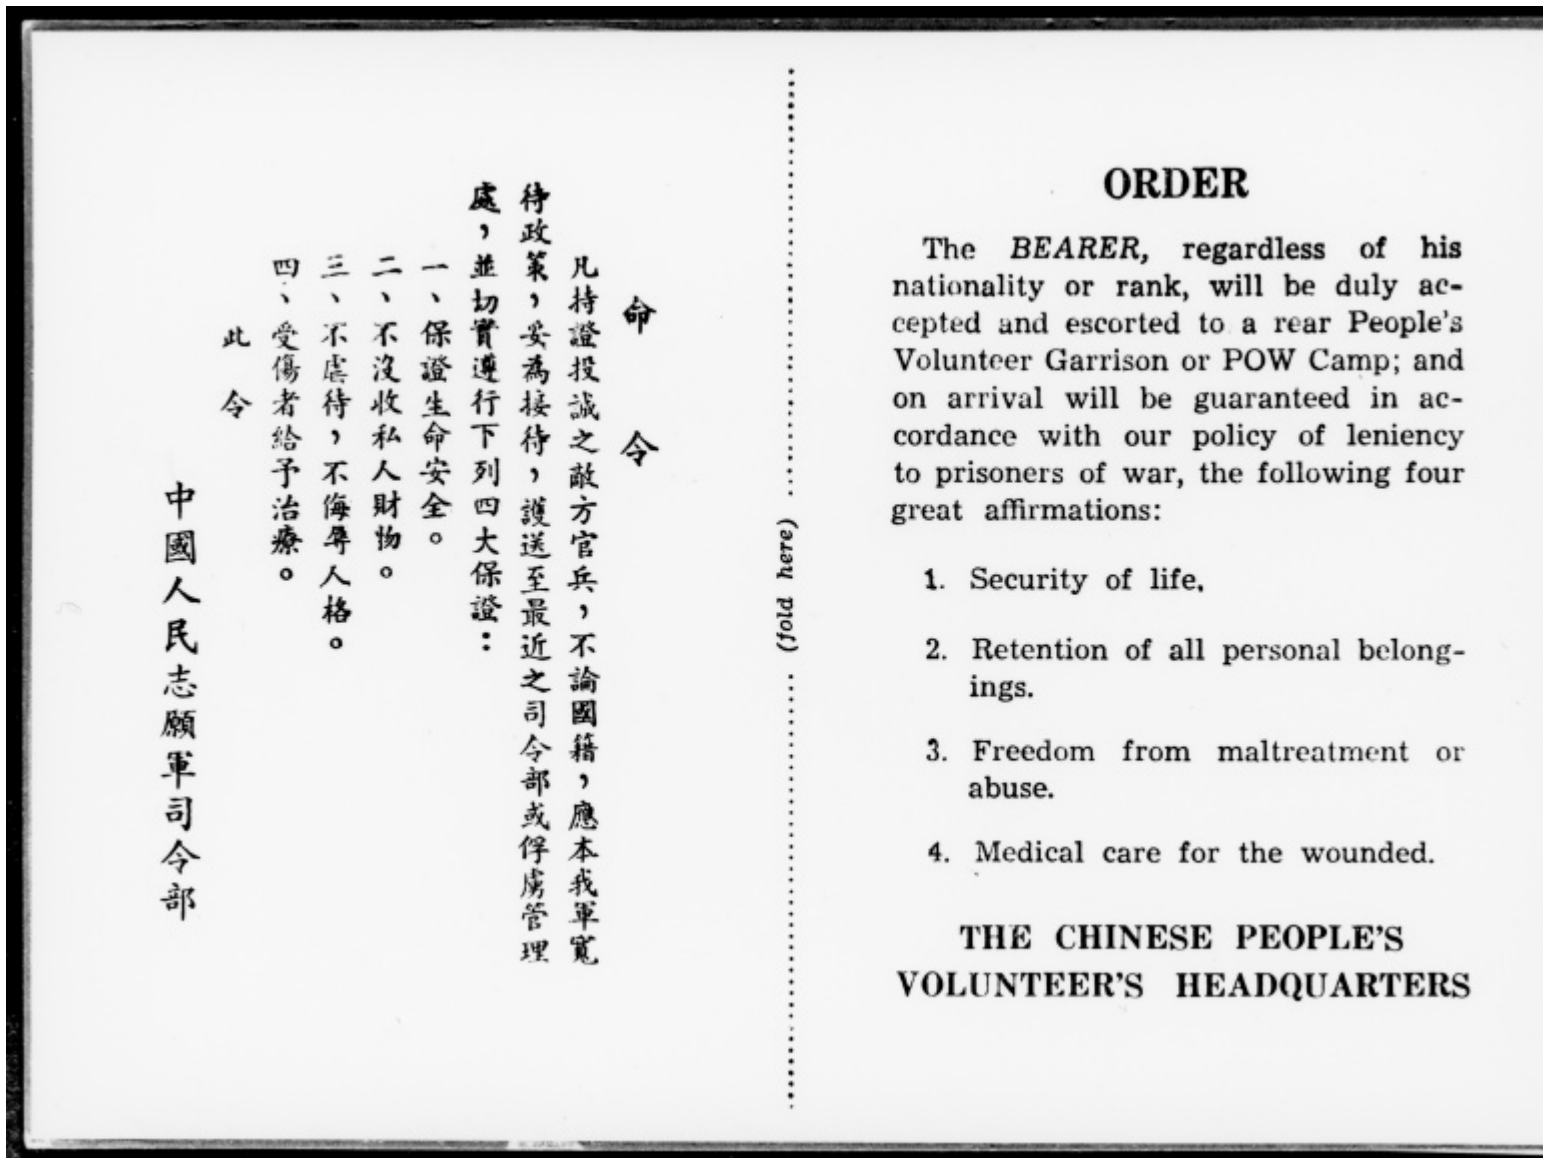 命令
凡持證投誠之敵方官兵，不論國籍，應本我軍寬
待政策，妥為接待，護送至最近之司令部或俘虜管理
處，並切實遵行下列四大保證：
一、保證生命安全。
二、不沒收私人財物。
三、不虐待，不侮辱人格。
四、受傷者給予治療。
此令
中國人民志願軍司令部
(fold here)
ORDER
The BEARER, regardless of his
nationality or rank, will be duly ac-
cepted and escorted to a rear People's
Volunteer Garrison or POW Camp; and
on arrival will be guaranteed in ac-
cordance with our policy of leniency
to prisoners of war, the following four
great affirmations:
1. Security of life.
2. Retention of all personal belong-
ings.
3. Freedom from maltreatment or
abuse.
4. Medical care for the wounded.
THE CHINESE PEOPLE'S
VOLUNTEER'S HEADQUARTERS